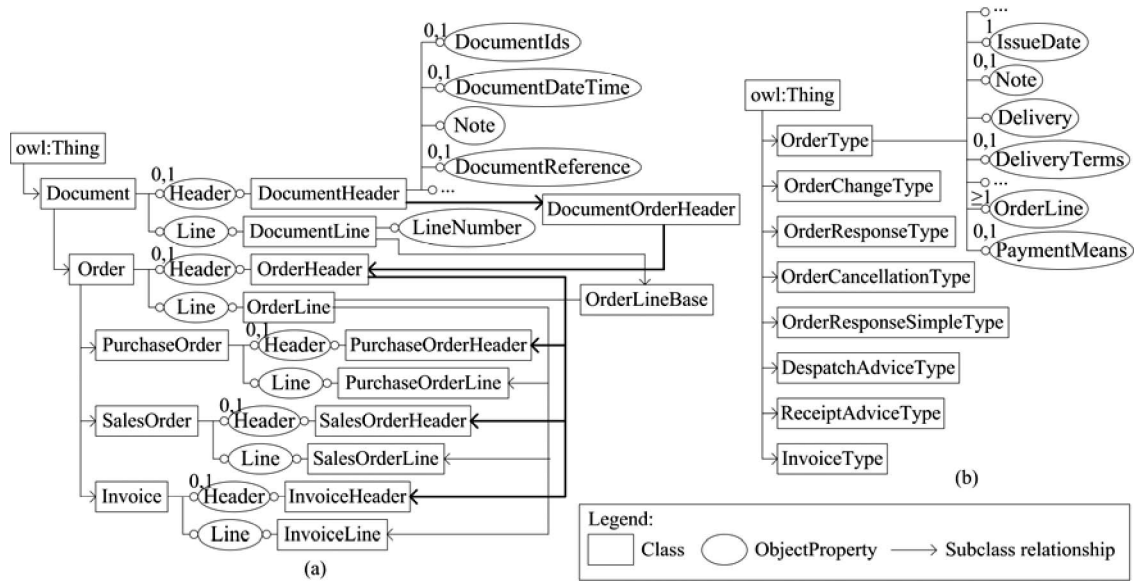 owl:Thing
Document
0,1
Header
DocumentHeader
0,1
DocumentIds
0,1
DocumentDateTime
Note
0,1
DocumentReference
...
DocumentOrderHeader
Line
DocumentLine
LineNumber
Order
0,1
Header
OrderHeader
Line
OrderLine
OrderLineBase
PurchaseOrder
0,1
Header
PurchaseOrderHeader
Line
PurchaseOrderLine
SalesOrder
0,1
Header
SalesOrderHeader
Line
SalesOrderLine
Invoice
0,1
Header
InvoiceHeader
Line
InvoiceLine
(a)
owl:Thing
OrderType
...
1
IssueDate
0,1
Note
Delivery
0,1
DeliveryTerms
...
≥1
OrderLine
0,1
PaymentMeans
OrderChangeType
OrderResponseType
OrderCancellationType
OrderResponseSimpleType
DespatchAdviceType
ReceiptAdviceType
InvoiceType
(b)
Legend:
Class
ObjectProperty
Subclass relationship